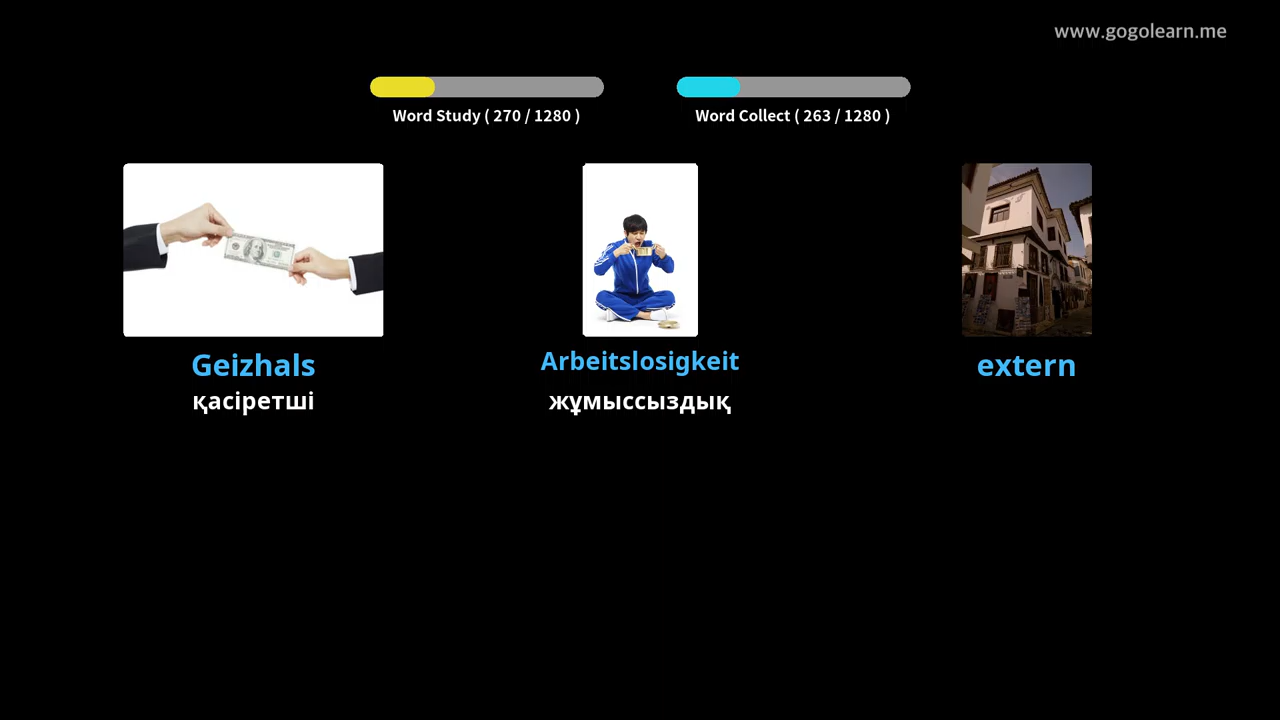 www.gogolearn.me
Word Study ( 270 / 1280 )
Word Collect ( 263 / 1280 )
Geizhals
қасіретші
Arbeitslosigkeit
жұмыссыздық
extern